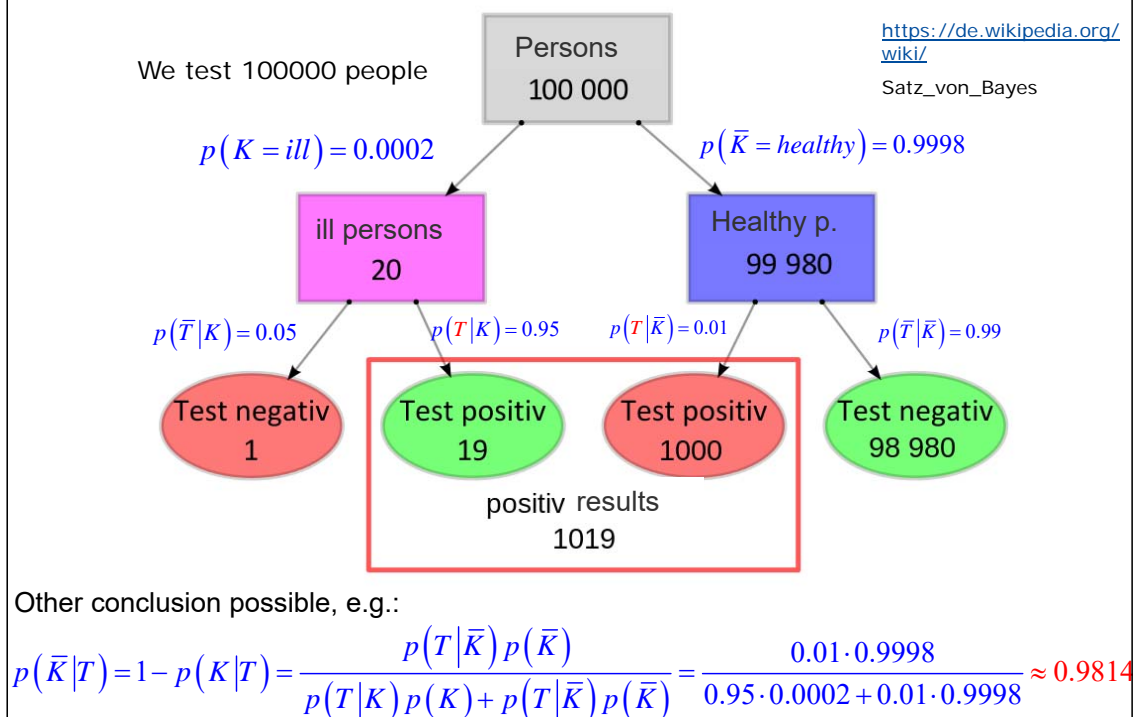 We test 100000 people
Persons
100 000
https://de.wikipedia.org/
wiki/
Satz_von_Bayes
p(K = ill) = 0.0002
p(K̅ = healthy) = 0.9998
ill persons
20
Healthy p.
99 980
p(T̅|K) = 0.05
p(T|K) = 0.95
p(T|K̅) = 0.01
p(T̅|K̅) = 0.99
Test negativ
1
Test positiv
19
Test positiv
1000
Test negativ
98 980
positiv results
1019
Other conclusion possible, e.g.:
p(K̅|T) = 1 − p(K|T) = p(T|K̅) p(K̅) / (p(T|K) p(K) + p(T|K̅) p(K̅)) = 0.01·0.9998 / (0.95·0.0002 + 0.01·0.9998) ≈ 0.9814